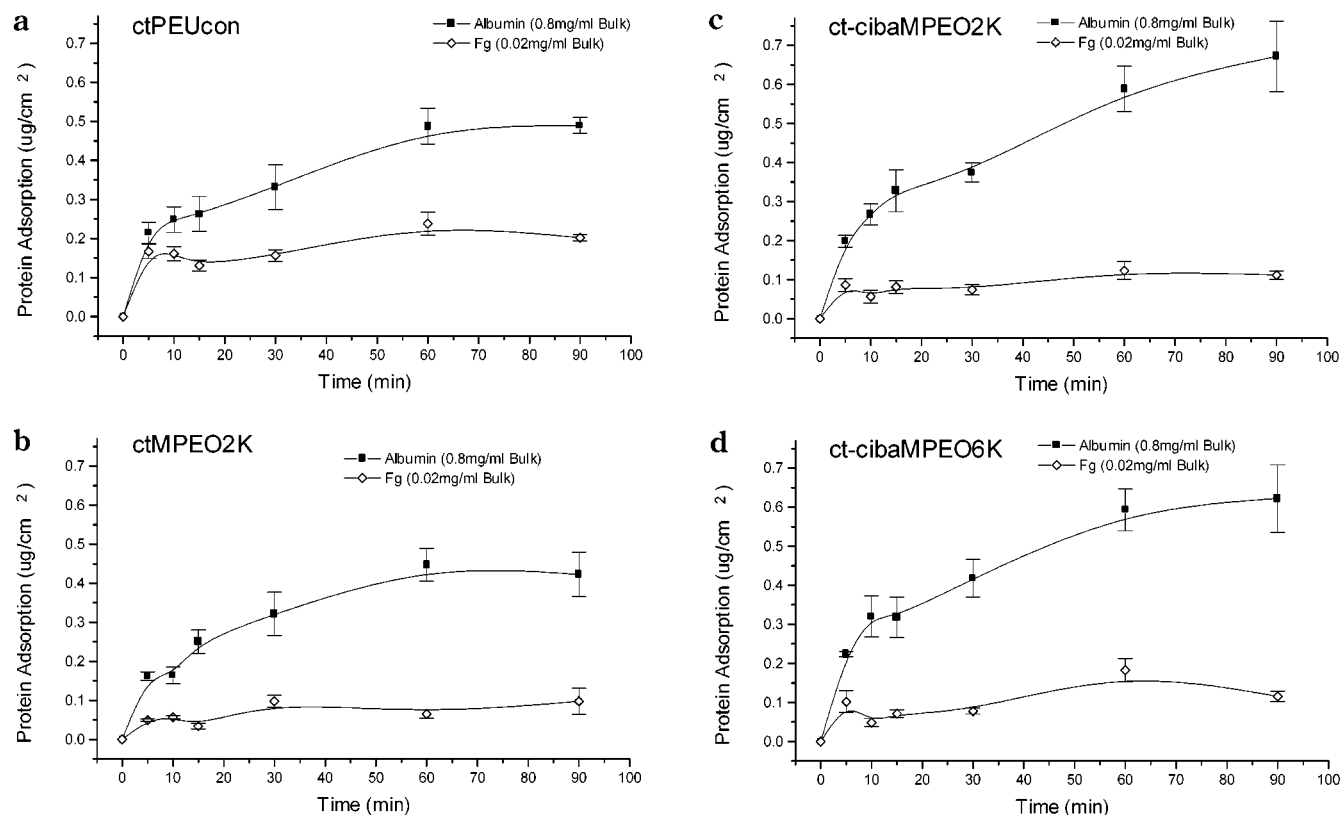 a
ctPEUcon
Albumin (0.8mg/ml Bulk)
Fg (0.02mg/ml Bulk)
Protein Adsorption (ug/cm 2 )
0.7
0.6
0.5
0.4
0.3
0.2
0.1
0.0
0 10 20 30 40 50 60 70 80 90 100
Time (min)
b
ctMPEO2K
Albumin (0.8mg/ml Bulk)
Fg (0.02mg/ml Bulk)
Protein Adsorption (ug/cm 2 )
0.7
0.6
0.5
0.4
0.3
0.2
0.1
0.0
0 10 20 30 40 50 60 70 80 90 100
Time (min)
c
ct-cibaMPEO2K
Albumin (0.8mg/ml Bulk)
Fg (0.02mg/ml Bulk)
Protein Adsorption (ug/cm 2 )
0.7
0.6
0.5
0.4
0.3
0.2
0.1
0.0
0 10 20 30 40 50 60 70 80 90 100
Time (min)
d
ct-cibaMPEO6K
Albumin (0.8mg/ml Bulk)
Fg (0.02mg/ml Bulk)
Protein Adsorption (ug/cm 2 )
0.7
0.6
0.5
0.4
0.3
0.2
0.1
0.0
0 10 20 30 40 50 60 70 80 90 100
Time (min)